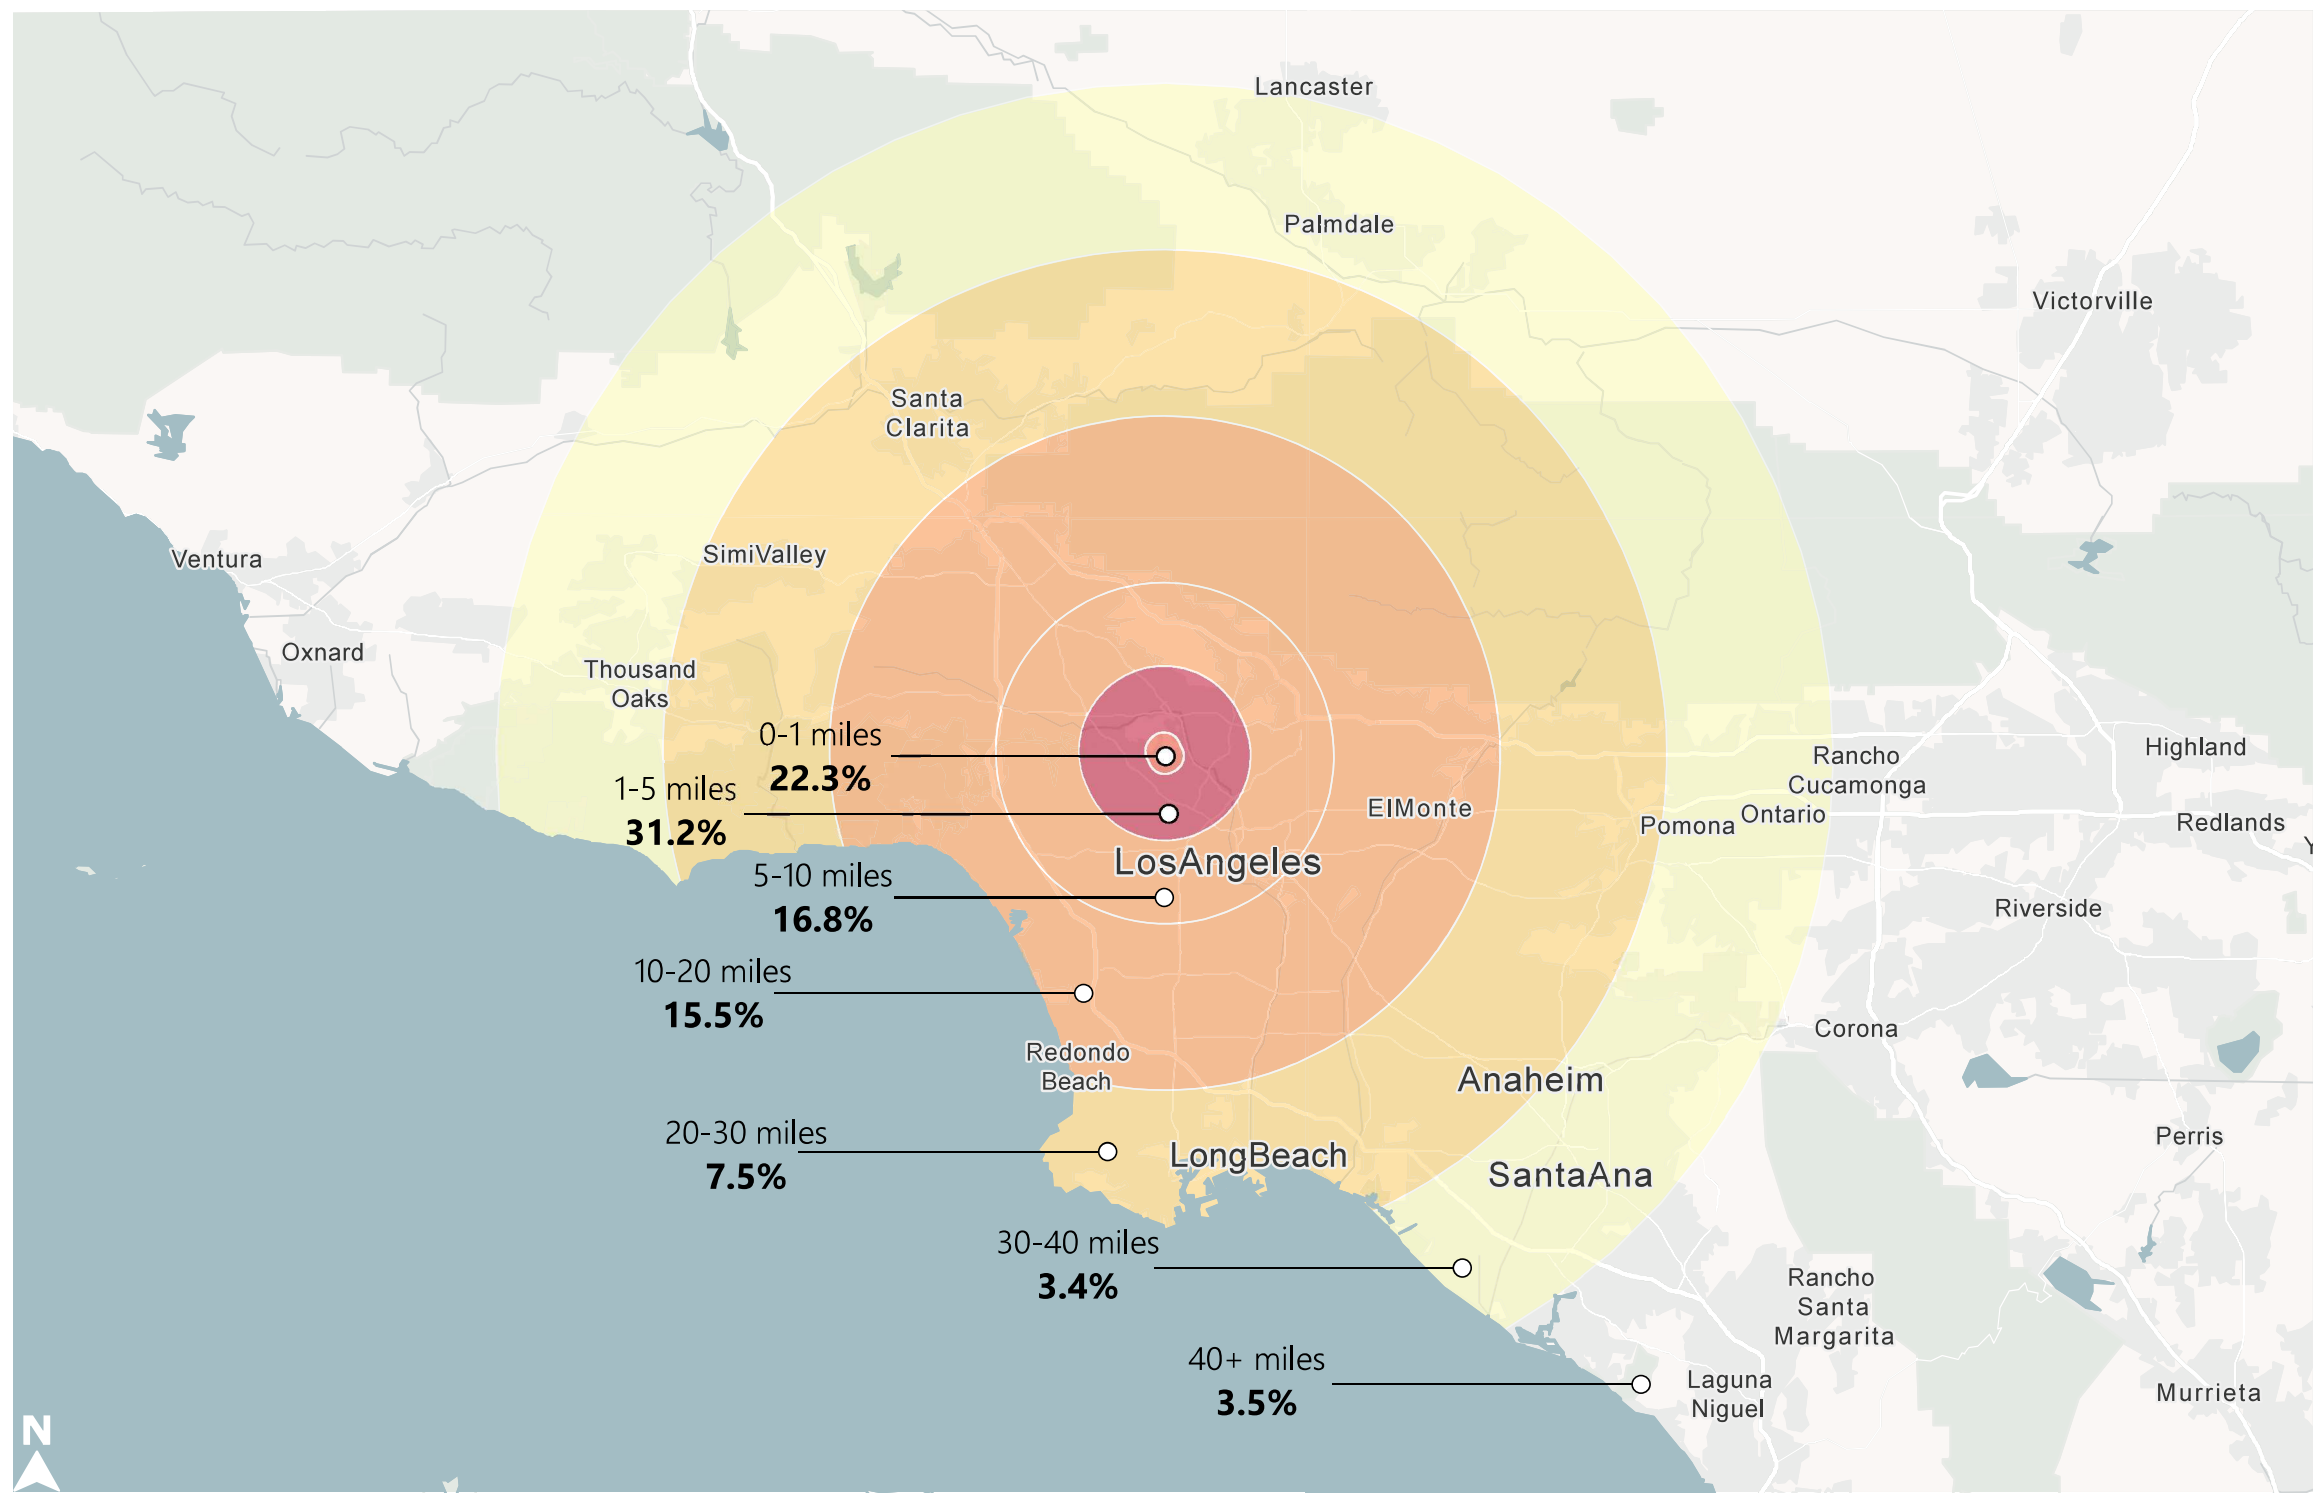 Lancaster
Palmdale
Victorville
Santa
Clarita
SimiValley
Ventura
Oxnard
Thousand
Oaks
0-1 miles
22.3%
1-5 miles
31.2%
ElMonte
Rancho
Cucamonga
Highland
Pomona
Ontario
Redlands
Y
LosAngeles
5-10 miles
16.8%
Riverside
10-20 miles
15.5%
Corona
Redondo
Beach
Anaheim
20-30 miles
7.5%
LongBeach
SantaAna
Perris
30-40 miles
3.4%
Rancho
Santa
Margarita
40+ miles
3.5%
Laguna
Niguel
Murrieta
N